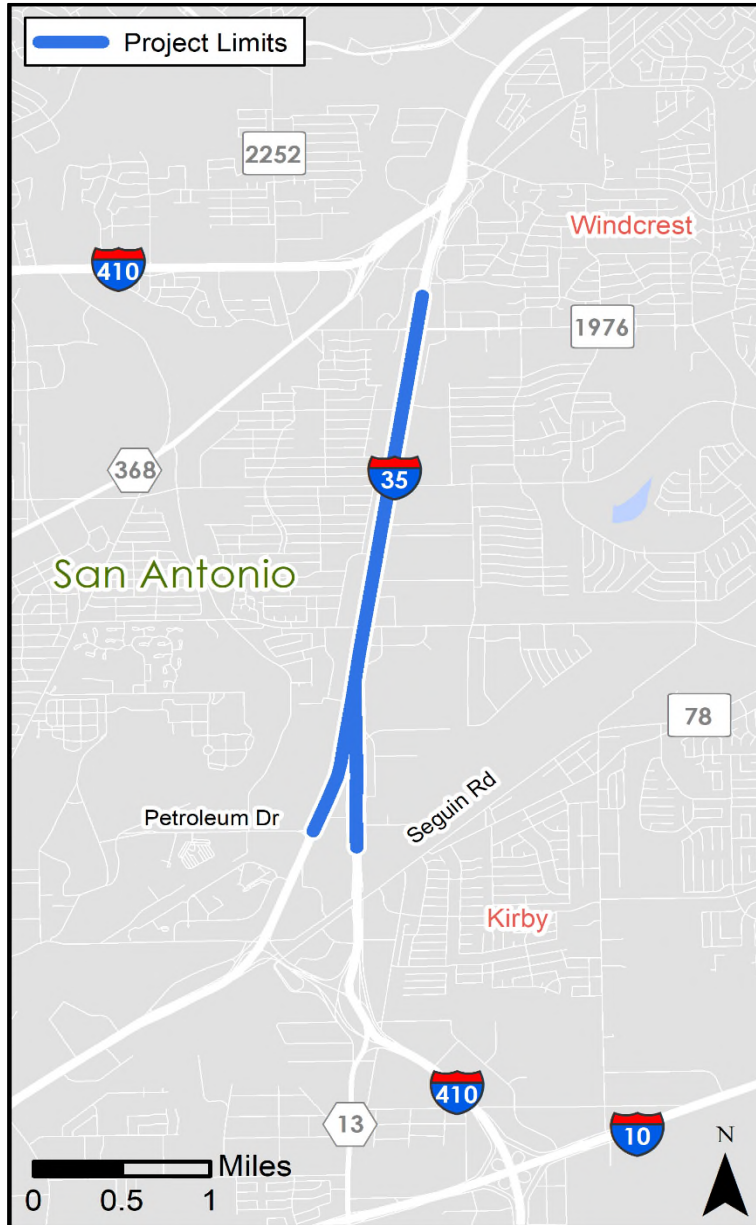 Project Limits
2252
Windcrest
410
1976
368
35
San Antonio
78
Petroleum Dr
Seguin Rd
Kirby
410
13
10
N
Miles
0 0.5 1